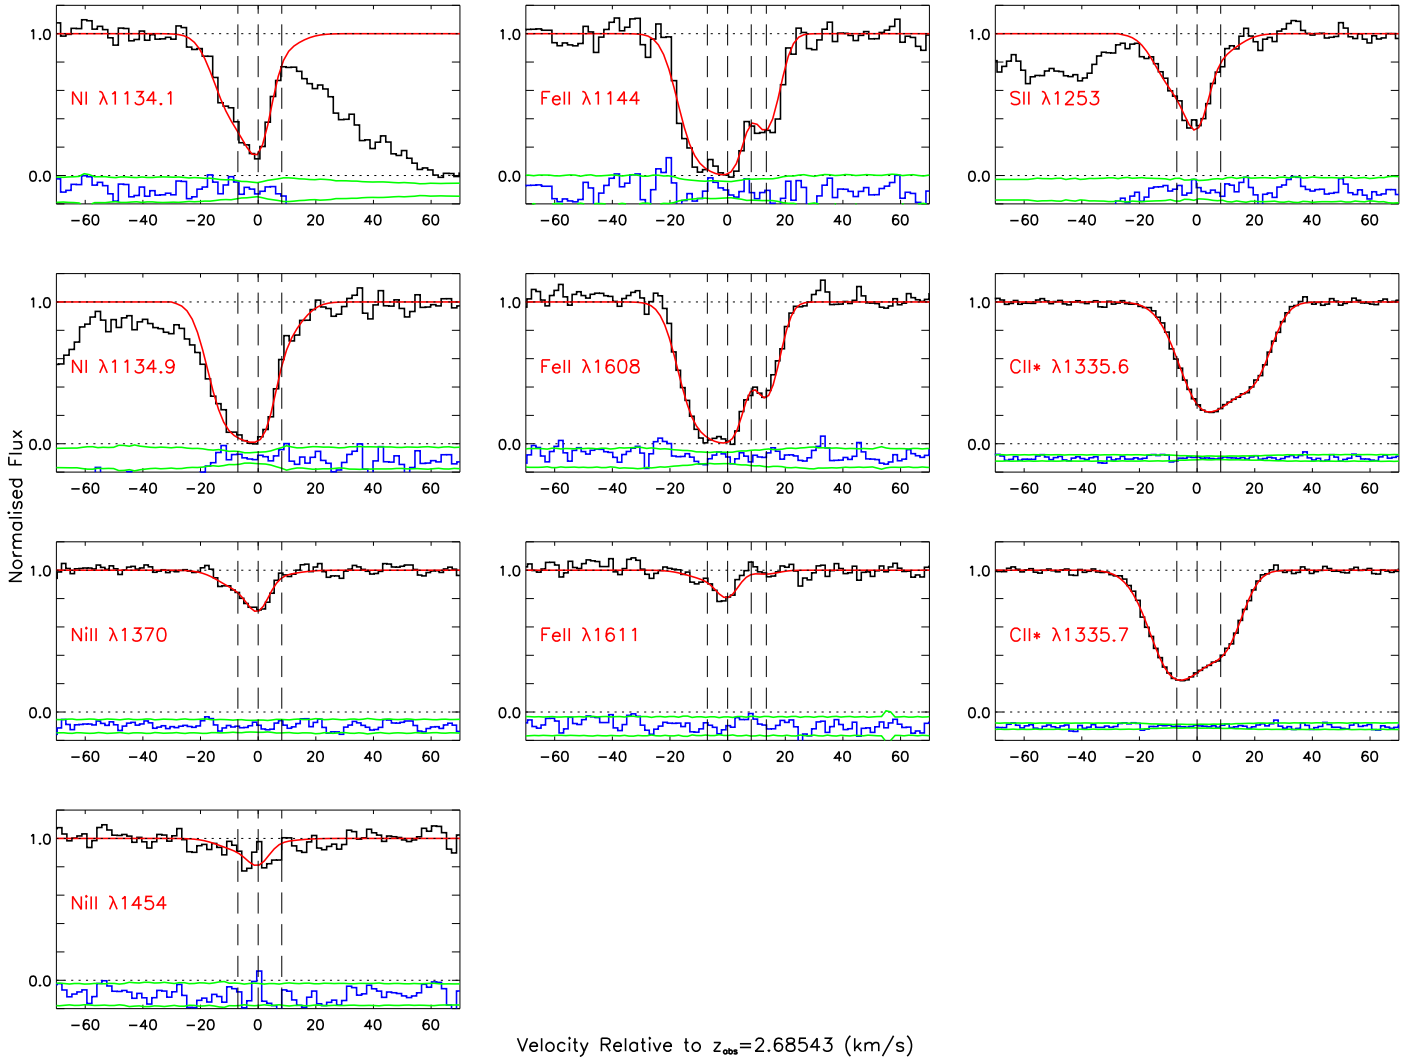 1.0
0.0
NI λ1134.1
−60 −40 −20 0 20 40 60
FeII λ1144
−60 −40 −20 0 20 40 60
1.0
0.0
SII λ1253
−60 −40 −20 0 20 40 60
1.0
0.0
NI λ1134.9
−60 −40 −20 0 20 40 60
1.0
0.0
FeII λ1608
−60 −40 −20 0 20 40 60
1.0
0.0
CII* λ1335.6
−60 −40 −20 0 20 40 60
1.0
0.0
NiII λ1370
−60 −40 −20 0 20 40 60
1.0
0.0
FeII λ1611
−60 −40 −20 0 20 40 60
1.0
0.0
CII* λ1335.7
−60 −40 −20 0 20 40 60
1.0
0.0
NiII λ1454
−60 −40 −20 0 20 40 60
1.0
0.0
Normalised Flux
Velocity Relative to z_obs=2.68543 (km/s)